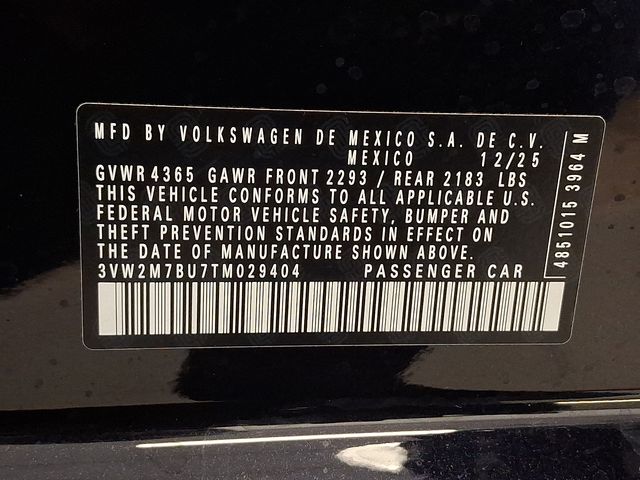 MFD BY VOLKSWAGEN DE MEXICO S.A. DE C.V.
MEXICO 12/25
GVWR 4365 GAWR FRONT 2293 / REAR 2183 LBS
THIS VEHICLE CONFORMS TO ALL APPLICABLE U.S.
FEDERAL MOTOR VEHICLE SAFETY, BUMPER AND
THEFT PREVENTION STANDARDS IN EFFECT ON
THE DATE OF MANUFACTURE SHOWN ABOVE.
3VW2M7BU7TM029404 PASSENGER CAR
4851015 3964 M